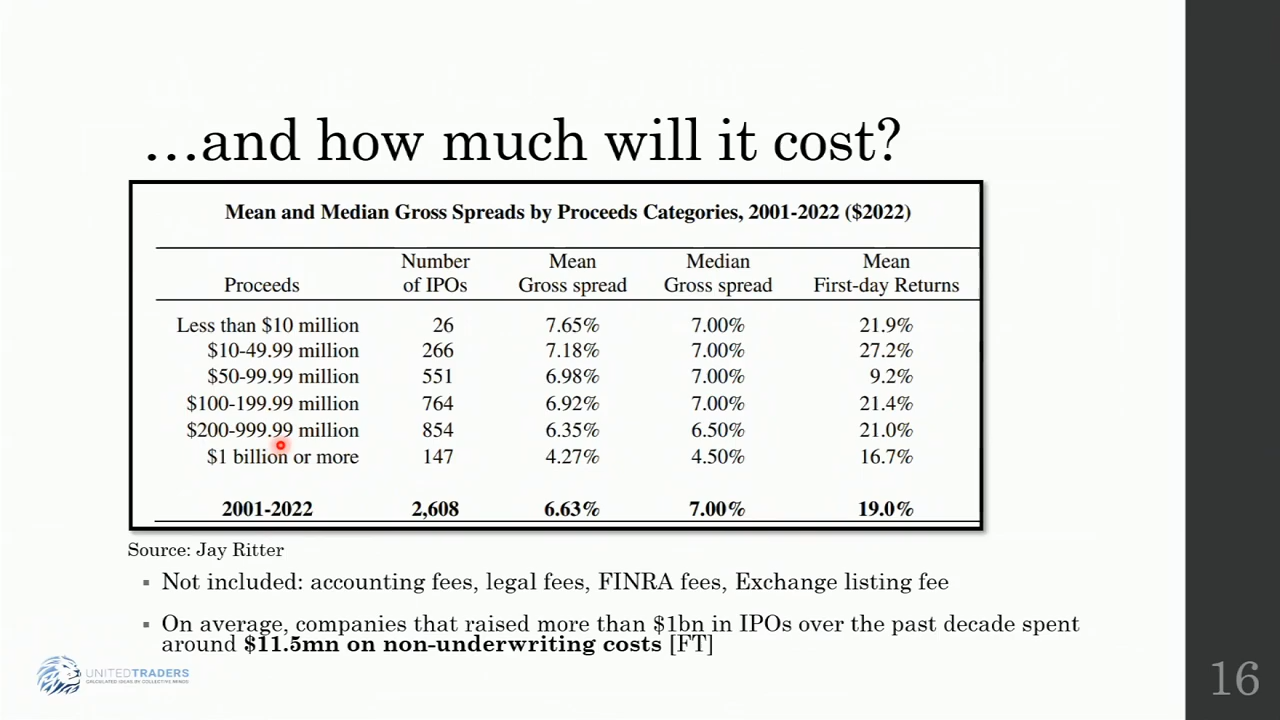 …and how much will it cost?
Mean and Median Gross Spreads by Proceeds Categories, 2001-2022 ($2022)
Proceeds Number of IPOs Mean Gross spread Median Gross spread Mean First-day Returns
Less than $10 million 26 7.65% 7.00% 21.9%
$10-49.99 million 266 7.18% 7.00% 27.2%
$50-99.99 million 551 6.98% 7.00% 9.2%
$100-199.99 million 764 6.92% 7.00% 21.4%
$200-999.99 million 854 6.35% 6.50% 21.0%
$1 billion or more 147 4.27% 4.50% 16.7%
2001-2022 2,608 6.63% 7.00% 19.0%
Source: Jay Ritter
▪ Not included: accounting fees, legal fees, FINRA fees, Exchange listing fee
▪ On average, companies that raised more than $1bn in IPOs over the past decade spent
around $11.5mn on non-underwriting costs [FT]
UNITEDTRADERS
CALCULATED IDEAS BY COLLECTIVE MINDS
16